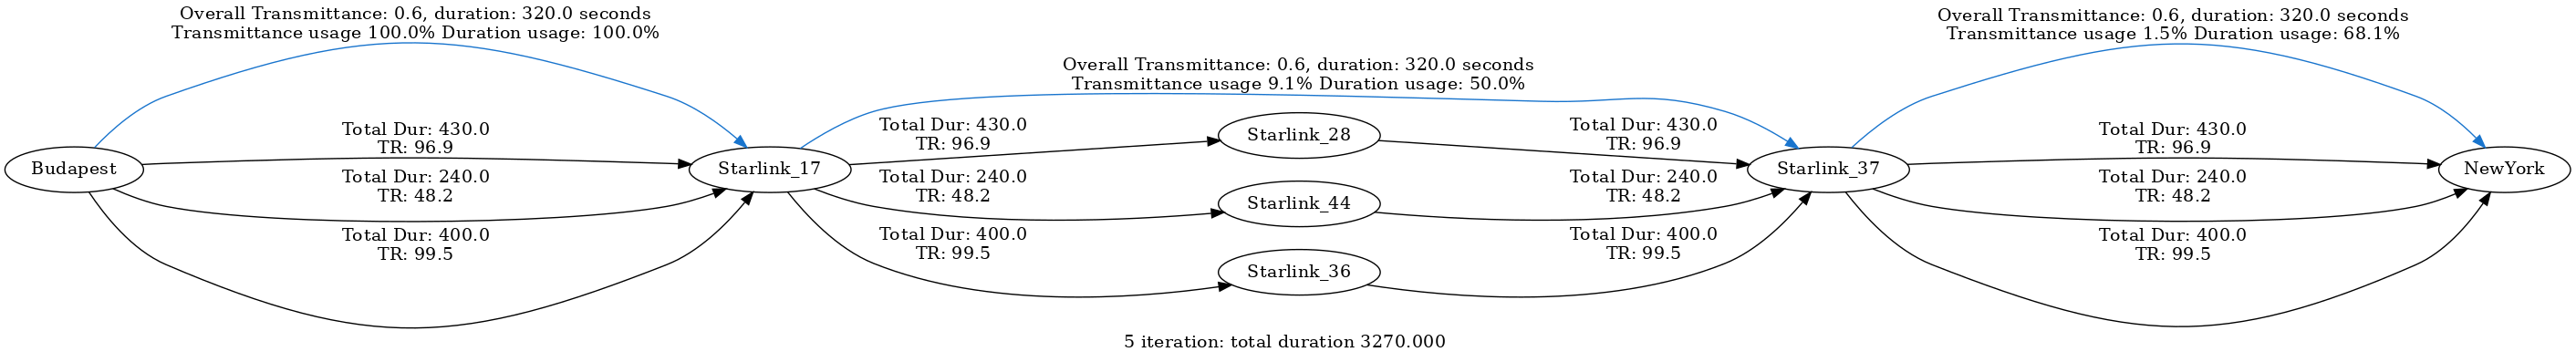 Overall Transmittance: 0.6, duration: 320.0 seconds
Transmittance usage 100.0% Duration usage: 100.0%
Overall Transmittance: 0.6, duration: 320.0 seconds
Transmittance usage 9.1% Duration usage: 50.0%
Overall Transmittance: 0.6, duration: 320.0 seconds
Transmittance usage 1.5% Duration usage: 68.1%
Budapest
Total Dur: 430.0
TR: 96.9
Total Dur: 240.0
TR: 48.2
Total Dur: 400.0
TR: 99.5
Starlink_17
Total Dur: 430.0
TR: 96.9
Total Dur: 240.0
TR: 48.2
Total Dur: 400.0
TR: 99.5
Starlink_28
Starlink_44
Starlink_36
Total Dur: 430.0
TR: 96.9
Total Dur: 240.0
TR: 48.2
Total Dur: 400.0
TR: 99.5
Starlink_37
Total Dur: 430.0
TR: 96.9
Total Dur: 240.0
TR: 48.2
Total Dur: 400.0
TR: 99.5
NewYork
5 iteration: total duration 3270.000